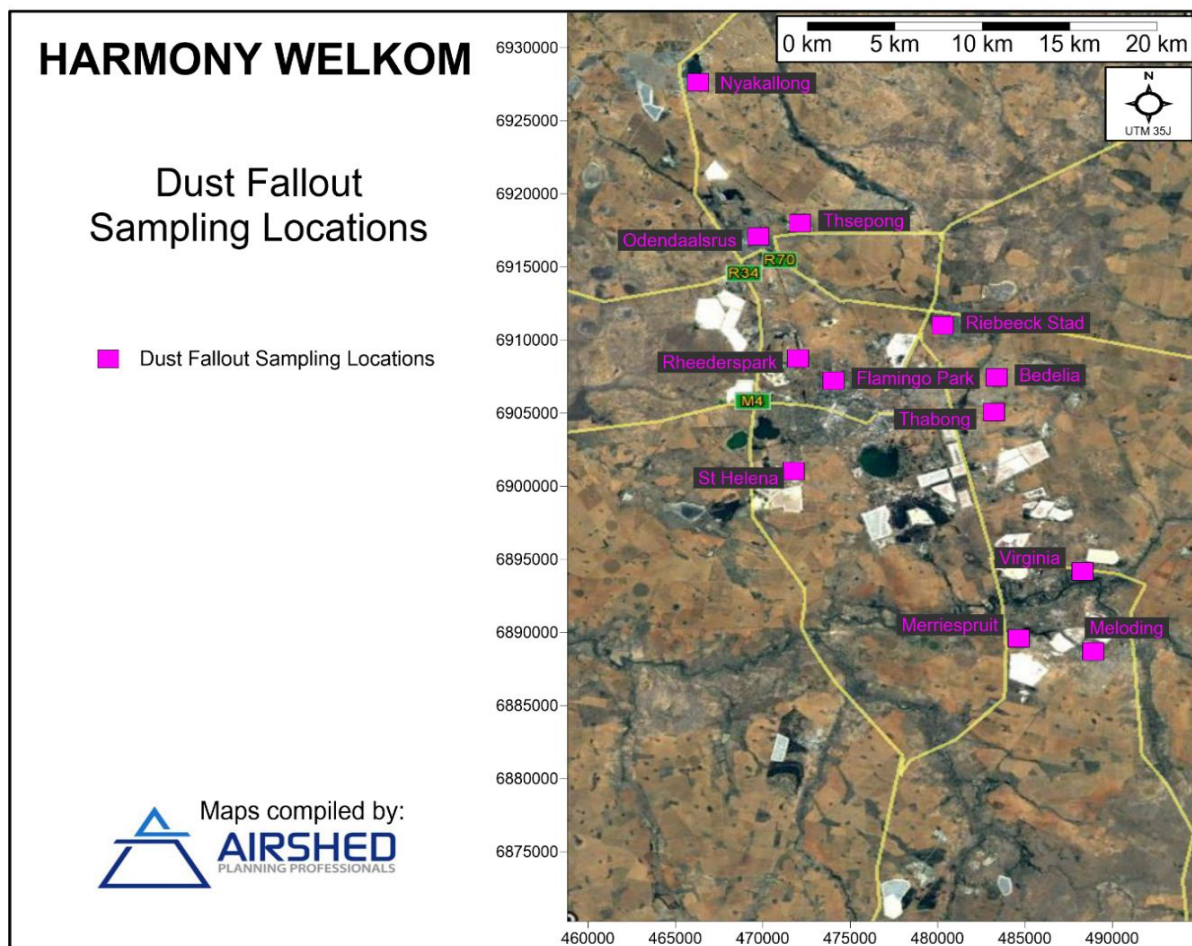 HARMONY WELKOM
Dust Fallout
Sampling Locations
Dust Fallout Sampling Locations
Maps compiled by:
AIRSHED
PLANNING PROFESSIONALS
0 km 5 km 10 km 15 km 20 km
N
UTM 35J
6930000
Nyakallong
6925000
6920000
Thsepong
Odendaalsrus
6915000
R34
R70
Riebeeck Stad
6910000
Rheederspark
Flamingo Park
Bedelia
6905000
M4
Thabong
St Helena
6900000
6895000
Virginia
6890000
Merriespruit
Meloding
6885000
6880000
6875000
460000 465000 470000 475000 480000 485000 490000